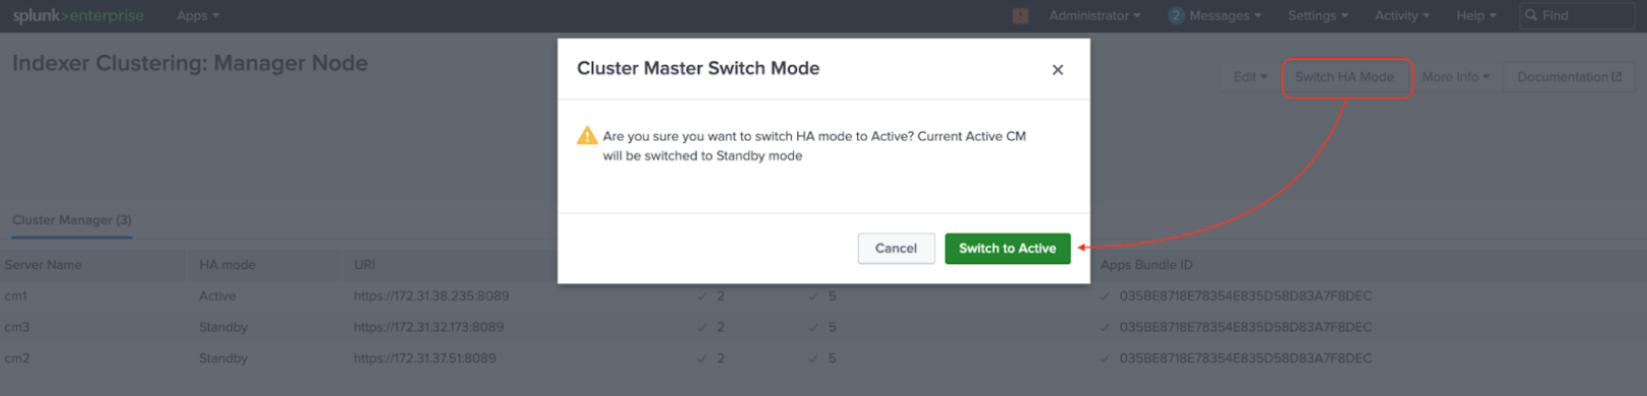 splunk>enterprise Apps Administrator 2 Messages Settings Activity Help Find
Indexer Clustering: Manager Node
Edit Switch HA Mode More Info Documentation
Cluster Master Switch Mode
Are you sure you want to switch HA mode to Active? Current Active CM
will be switched to Standby mode
Cancel Switch to Active
Cluster Manager (3)
Server Name HA mode URI Apps Bundle ID
cm1 Active https://172.31.38.235:8089 2 5 035BE8718E78354E835D58D83A7F8DEC
cm3 Standby https://172.31.32.173:8089 2 5 035BE8718E78354E835D58D83A7F8DEC
cm2 Standby https://172.31.37.51:8089 2 5 035BE8718E78354E835D58D83A7F8DEC